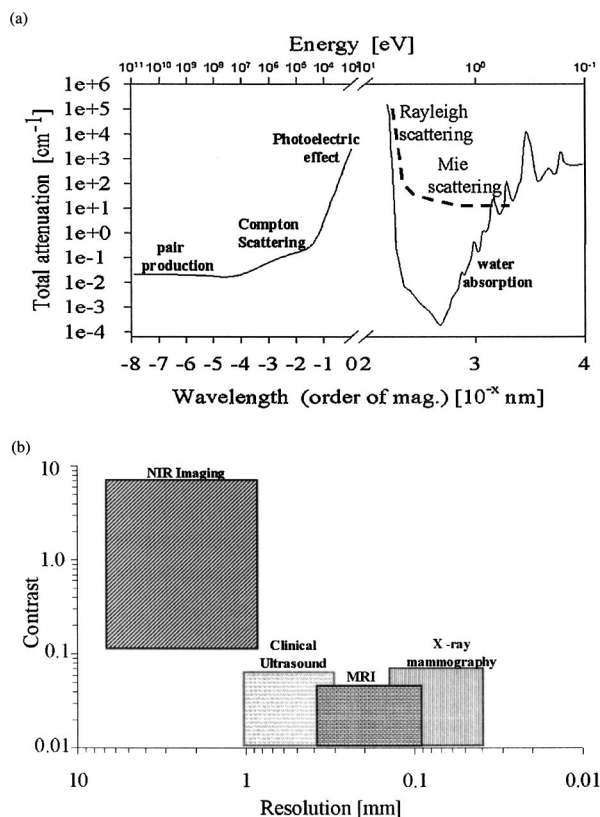 (a)
Energy [eV]
10¹¹ 10¹⁰ 10⁹ 10⁸ 10⁷ 10⁶ 10⁵ 10⁴ 10³ 10¹ 10⁰ 10⁻¹
Total attenuation [cm⁻¹]
1e+6
1e+5
1e+4
1e+3
1e+2
1e+1
1e+0
1e-1
1e-2
1e-3
1e-4
Rayleigh
scattering
Photoelectric
effect
Mie
scattering
Compton
Scattering
pair
production
water
absorption
-8 -7 -6 -5 -4 -3 -2 -1 0 2 3 4
Wavelength (order of mag.) [10⁻ˣ nm]
(b)
Contrast
10
1.0
0.1
0.01
NIR Imaging
Clinical
Ultrasound
MRI
X -ray
mammography
10 1 0.1 0.01
Resolution [mm]